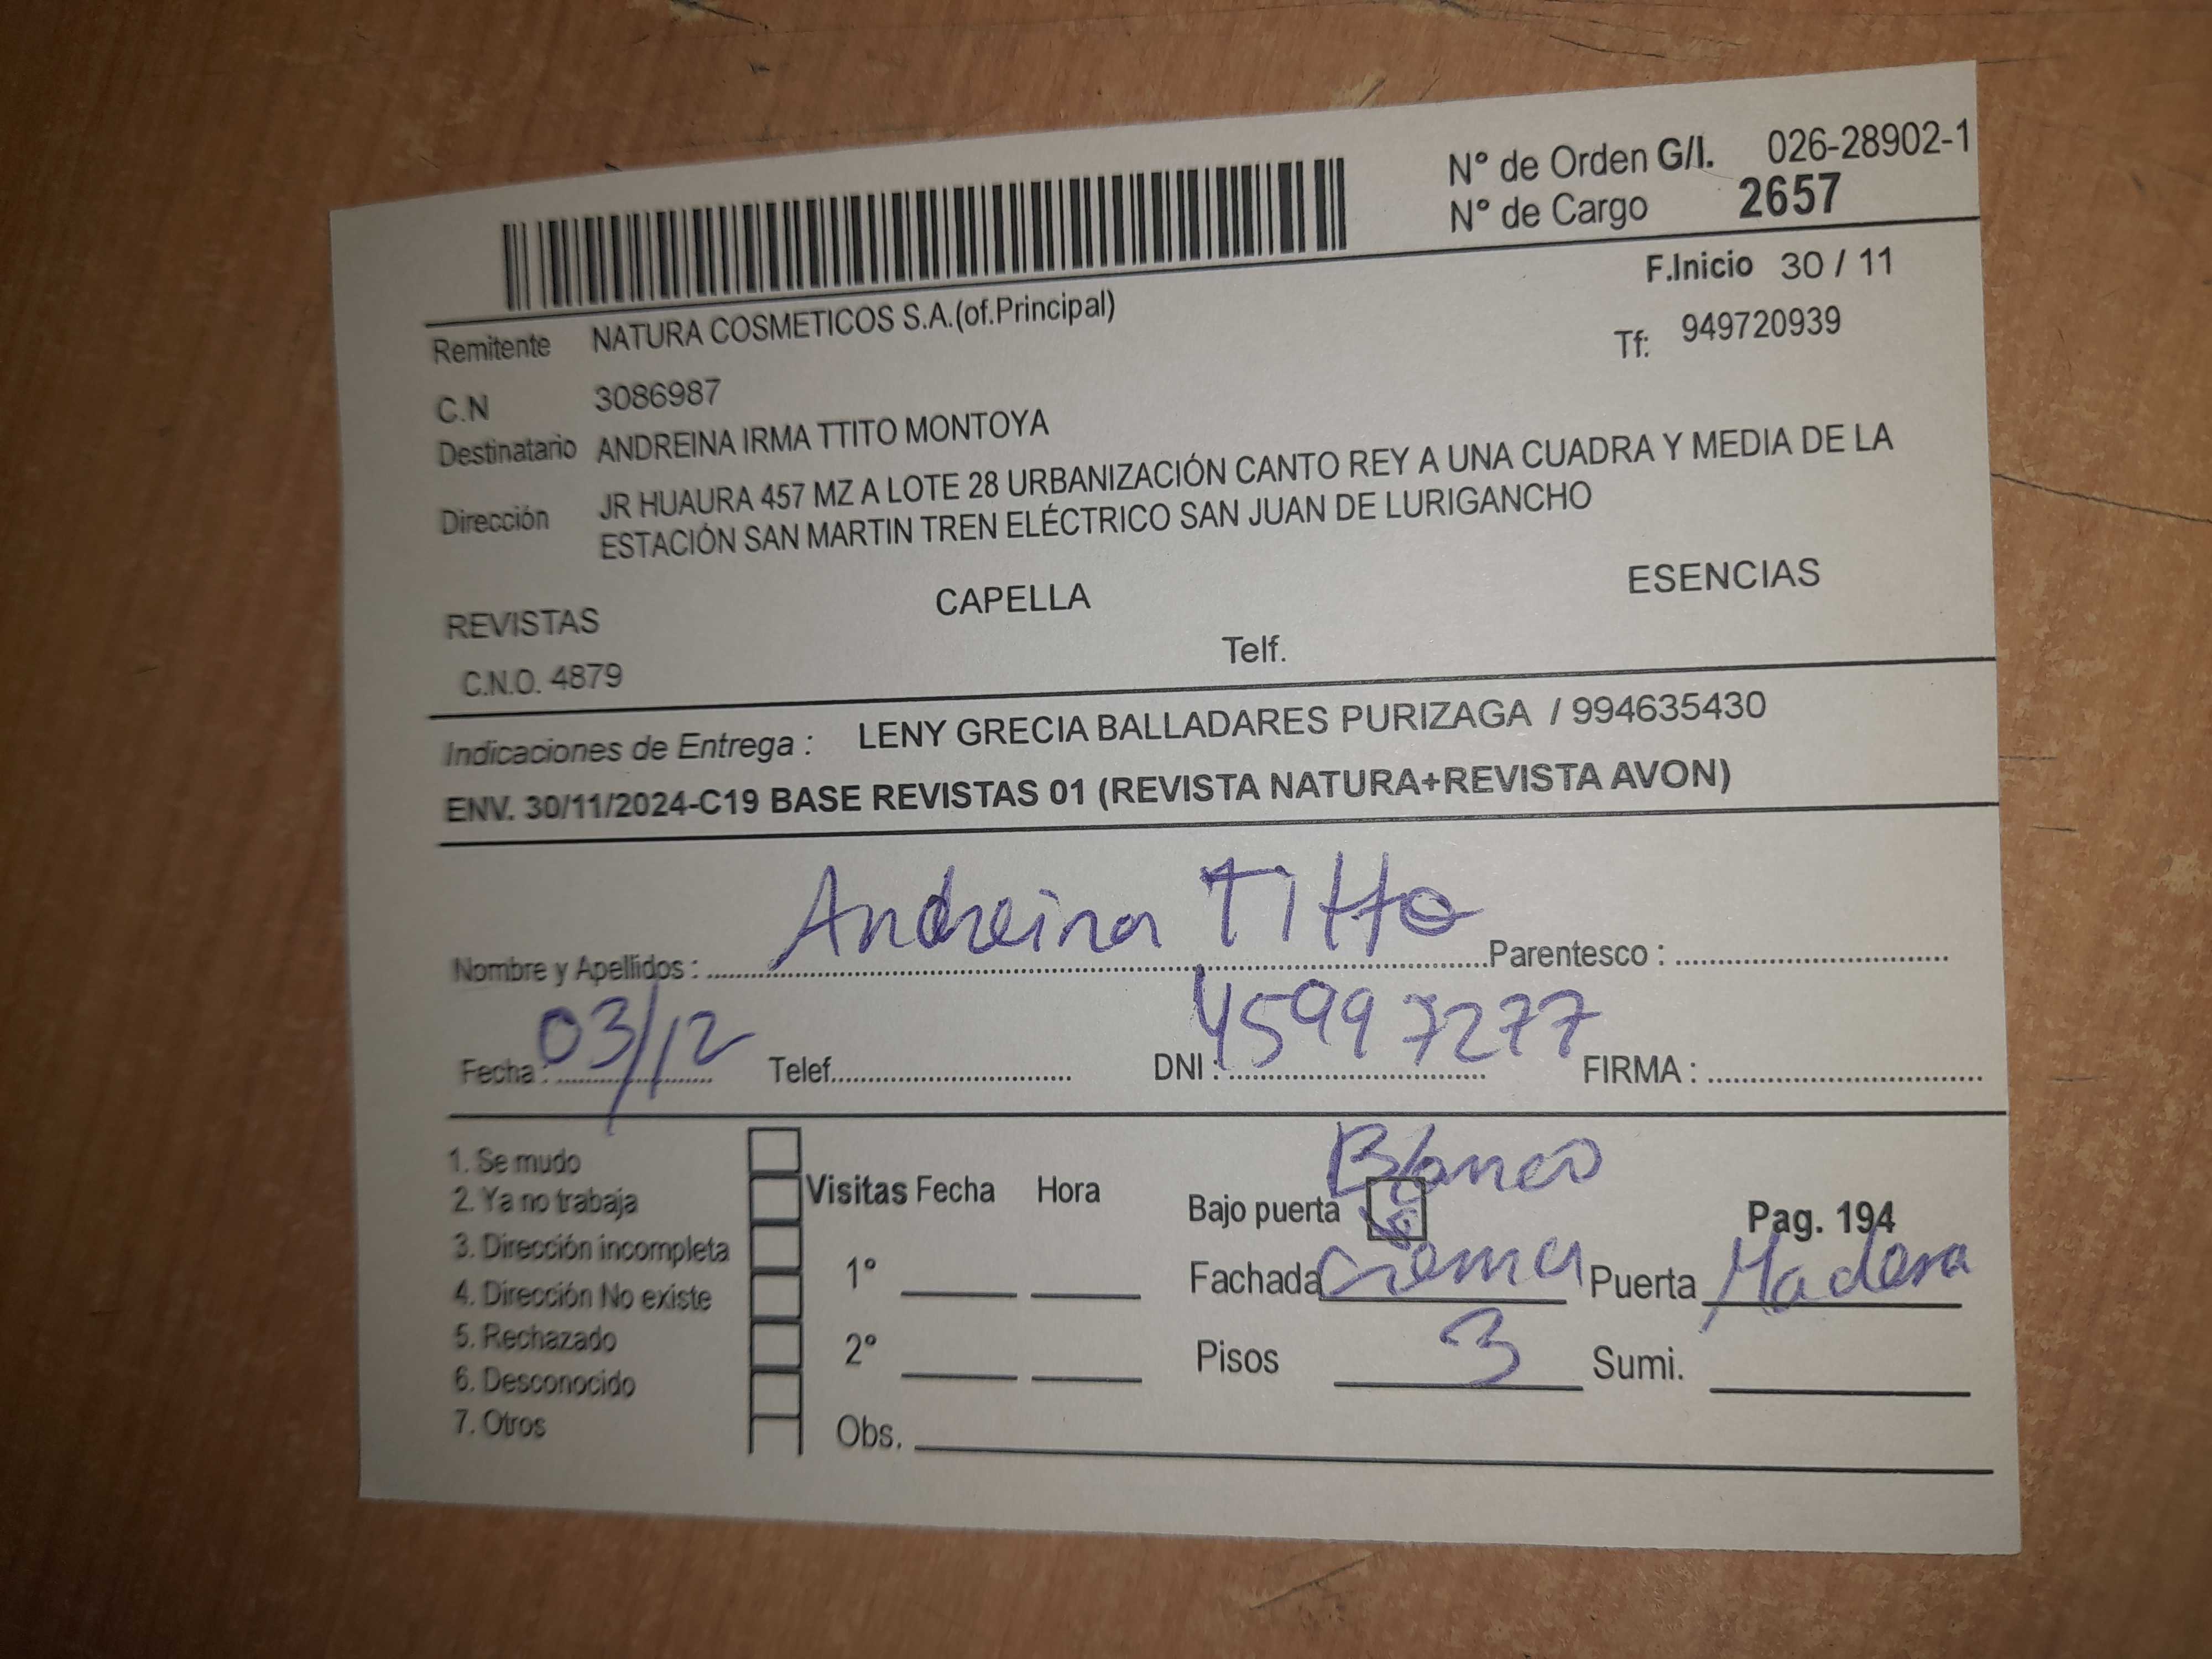 N° de Orden G/I. 026-28902-1
N° de Cargo 2657
F.Inicio 30 / 11
Remitente NATURA COSMETICOS S.A.(of.Principal)
Tf: 949720939
C.N 3086987
Destinatario ANDREINA IRMA TTITO MONTOYA
Dirección JR HUAURA 457 MZ A LOTE 28 URBANIZACIÓN CANTO REY A UNA CUADRA Y MEDIA DE LA
ESTACIÓN SAN MARTIN TREN ELÉCTRICO SAN JUAN DE LURIGANCHO
REVISTAS CAPELLA ESENCIAS
C.N.O. 4879 Telf.
Indicaciones de Entrega : LENY GRECIA BALLADARES PURIZAGA / 994635430
ENV. 30/11/2024-C19 BASE REVISTAS 01 (REVISTA NATURA+REVISTA AVON)
Nombre y Apellidos : Andreina TItto Parentesco :
Fecha : 03/12 Telef. DNI : 45997277 FIRMA :
1. Se mudo
2. Ya no trabaja
3. Dirección incompleta
4. Dirección No existe
5. Rechazado
6. Desconocido
7. Otros
Visitas Fecha Hora
1°
2°
Obs.
Blanco
Bajo puerta
Pag. 194
Fachada crema Puerta Madera
Pisos 3 Sumi.